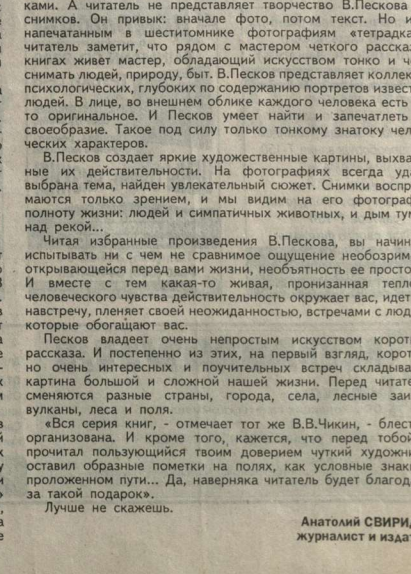 ками. А читатель не представляет творчество В.Пескова
снимков. Он привык: вначале фото, потом текст. Но и
напечатанным в шеститомнике фотографиям «тетрадка
читатель заметит, что рядом с мастером четкого расска
книгах живёт мастер, обладающий искусством тонко и ч
снимать людей, природу, быт. В.Песков представляет коллек
психологических, глубоких по содержанию портретов извест
людей. В лице, во внешнем облике каждого человека есть
то оригинальное. И Песков умеет найти и запечатлеть
своеобразие. Такое под силу только тонкому знатоку чел
ческих характеров.
В.Песков создает яркие художественные картины, выхва
ные их действительности. На фотографиях всегда уда
выбрана тема, найден увлекательный сюжет. Снимки воспр
маются только зрением, и мы видим на его фотограф
полноту жизни: людей и симпатичных животных, и дым тум
над рекой...
Читая избранные произведения В.Пескова, вы начин
испытывать ни с чем не сравнимое ощущение необозрим
открывающейся перед вами жизни, необъятность ее просто
И вместе с тем какая-то живая, пронизанная тепло
человеческого чувства действительность окружает вас, идет
навстречу, пленяет своей неожиданностью, встречами с люд
которые обогащают вас.
Песков владеет очень непростым искусством корот
рассказа. И постепенно из этих, на первый взгляд, корот
но очень интересных и поучительных встреч складыва
картина большой и сложной нашей жизни. Перед читате
сменяются разные страны, города, села, лесные заи
вулканы, леса и поля.
«Вся серия книг, - отмечает тот же В.В.Чикин, - блест
организована. И кроме того, кажется, что перед тобой
прочитал пользующийся твоим доверием чуткий художни
оставил образные пометки на полях, как условные знак
проложенном пути... Да, наверняка читатель будет благода
за такой подарок».
Лучше не скажешь.
Анатолий СВИРИД
журналист и издат